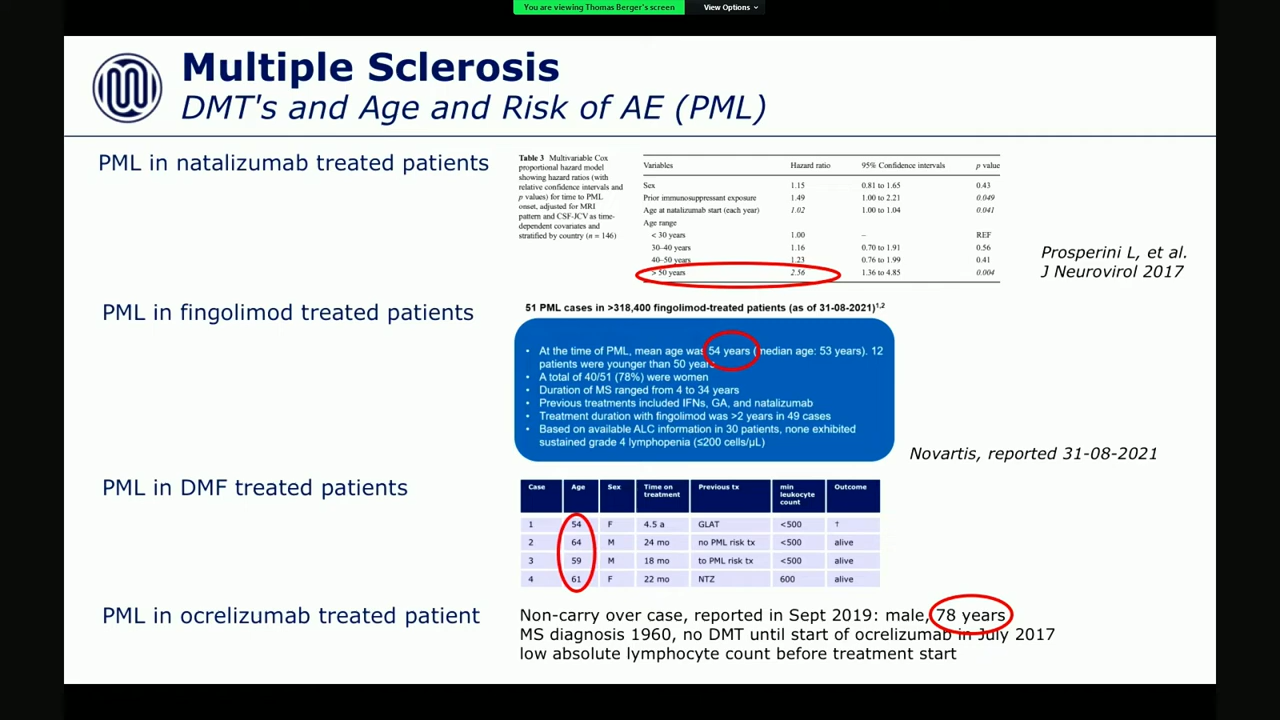 You are viewing Thomas Berger's screen
View Options
Multiple Sclerosis
DMT's and Age and Risk of AE (PML)
PML in natalizumab treated patients
Table 3 Multivariable Cox
proportional hazard model
showing hazard ratios (with
relative confidence intervals and
p values) for time to PML
onset, adjusted for MRI
pattern and CSF-JCV as time-
dependent covariates and
stratified by country (n = 146)
Variables Hazard ratio 95% Confidence intervals p value
Sex 1.15 0.81 to 1.65 0.43
Prior immunosuppressant exposure 1.49 1.00 to 2.21 0.049
Age at natalizumab start (each year) 1.02 1.00 to 1.04 0.041
Age range
< 30 years 1.00 – REF
30–40 years 1.16 0.70 to 1.91 0.56
40–50 years 1.23 0.76 to 1.99 0.41
> 50 years 2.56 1.36 to 4.85 0.004
Prosperini L, et al.
J Neurovirol 2017
PML in fingolimod treated patients
51 PML cases in >318,400 fingolimod-treated patients (as of 31-08-2021)1,2
• At the time of PML, mean age was 54 years (median age: 53 years). 12
patients were younger than 50 years
• A total of 40/51 (78%) were women
• Duration of MS ranged from 4 to 34 years
• Previous treatments included IFNs, GA, and natalizumab
• Treatment duration with fingolimod was >2 years in 49 cases
• Based on available ALC information in 30 patients, none exhibited
sustained grade 4 lymphopenia (≤200 cells/µL)
Novartis, reported 31-08-2021
PML in DMF treated patients
Case Age Sex Time on treatment Previous tx min leukocyte count Outcome
1 54 F 4.5 a GLAT <500 †
2 64 M 24 mo no PML risk tx <500 alive
3 59 M 18 mo to PML risk tx <500 alive
4 61 F 22 mo NTZ 600 alive
PML in ocrelizumab treated patient
Non-carry over case, reported in Sept 2019: male, 78 years
MS diagnosis 1960, no DMT until start of ocrelizumab in July 2017
low absolute lymphocyte count before treatment start